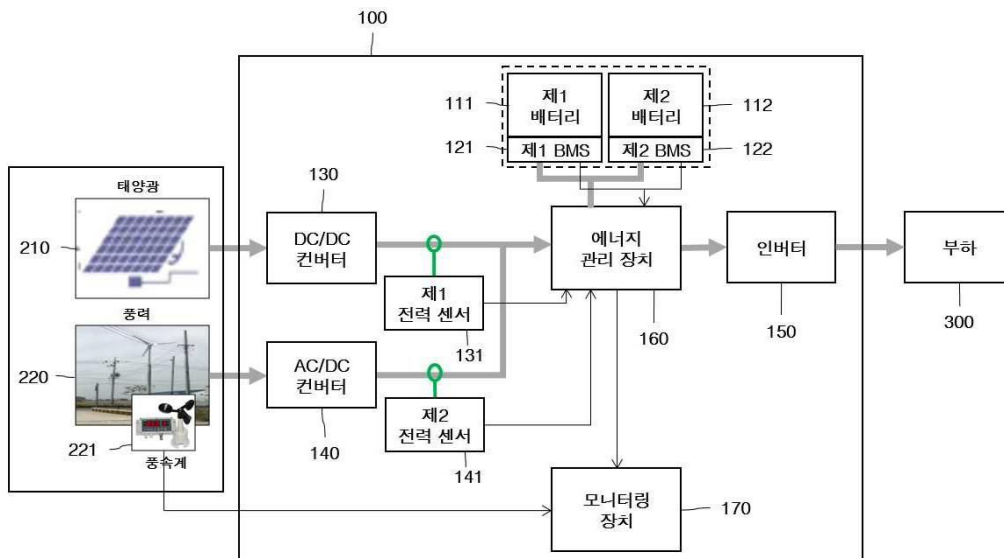 100
111
제1
배터리
제2
배터리
112
121
제1 BMS
제2 BMS
122
태양광
210
130
DC/DC
컨버터
제1
전력 센서
131
에너지
관리 장치
160
인버터
150
부하
300
풍력
220
221
풍속계
AC/DC
컨버터
140
제2
전력 센서
141
모니터링
장치
170